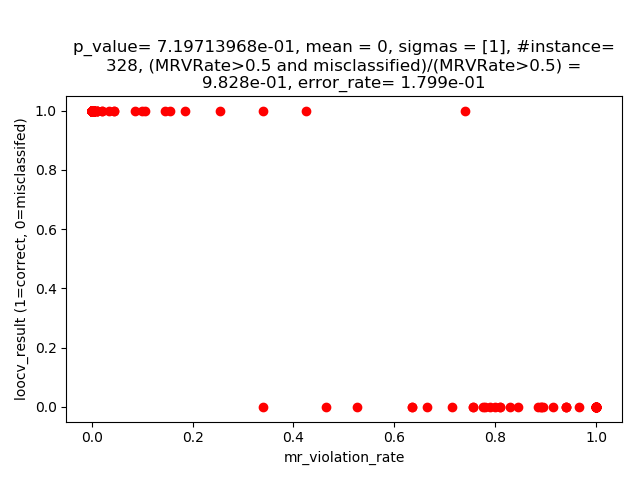 p_value= 7.19713968e-01, mean = 0, sigmas = [1], #instance=
328, (MRVRate>0.5 and misclassified)/(MRVRate>0.5) =
9.828e-01, error_rate= 1.799e-01
loocv_result (1=correct, 0=misclassifed)
1.0
0.8
0.6
0.4
0.2
0.0
0.0 0.2 0.4 0.6 0.8 1.0
mr_violation_rate